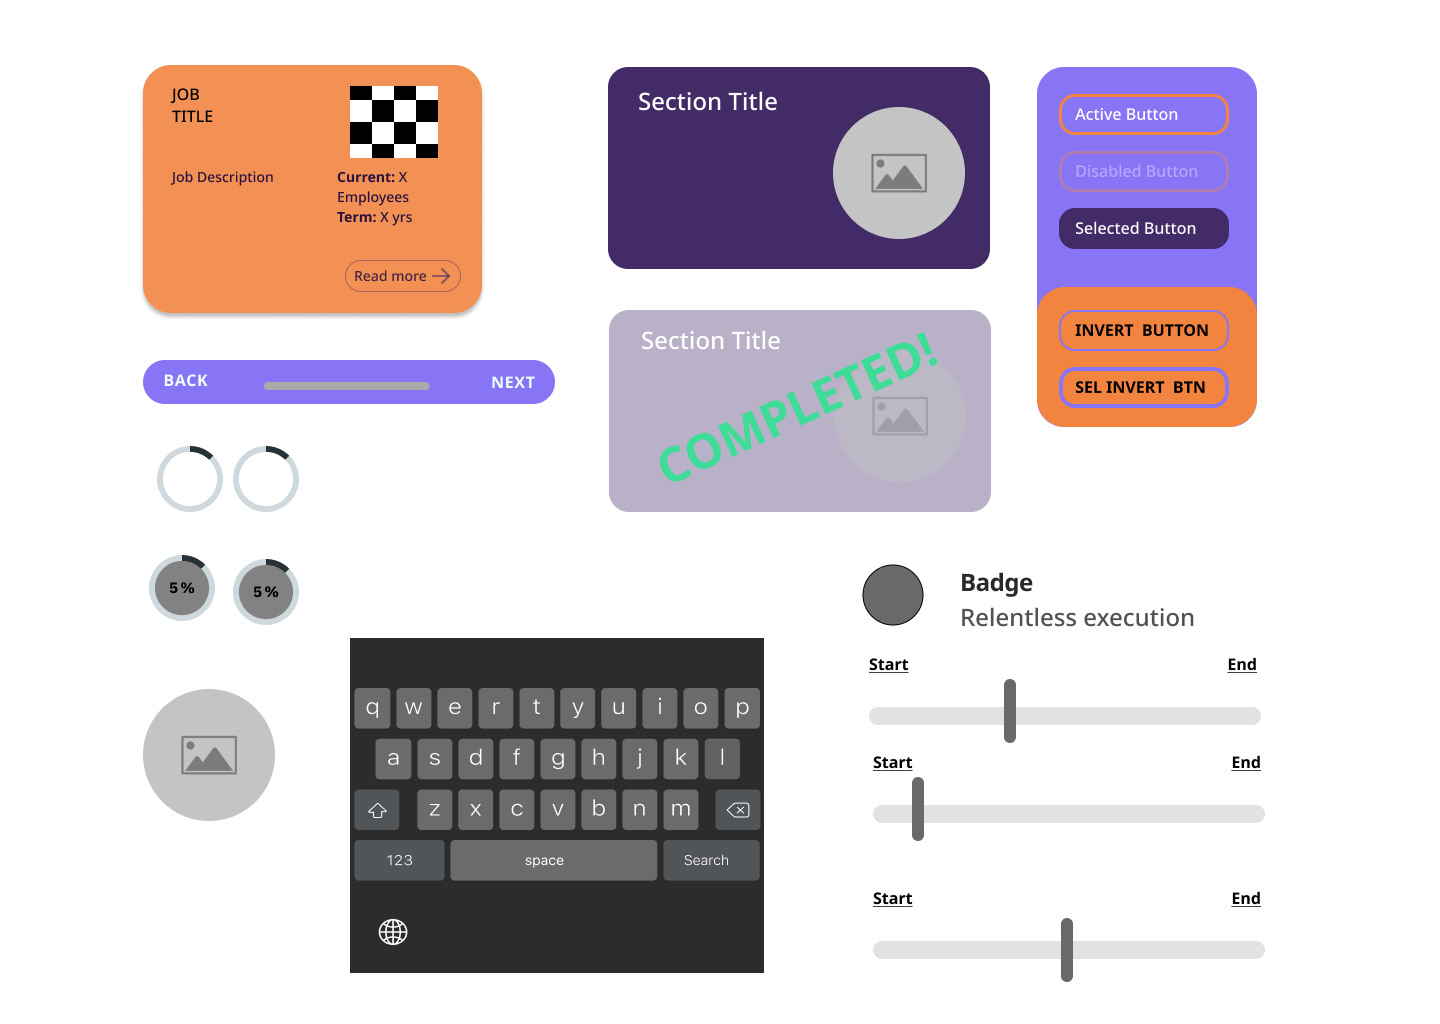 JOB
TITLE
Job Description
Current: X
Employees
Term: X yrs
Read more
BACK
NEXT
5%
5%
Section Title
Section Title
COMPLETED!
Active Button
Disabled Button
Selected Button
INVERT BUTTON
SEL INVERT BTN
q w e r t y u i o p
a s d f g h j k l
z x c v b n m
123 space Search
Badge
Relentless execution
Start End
Start End
Start End